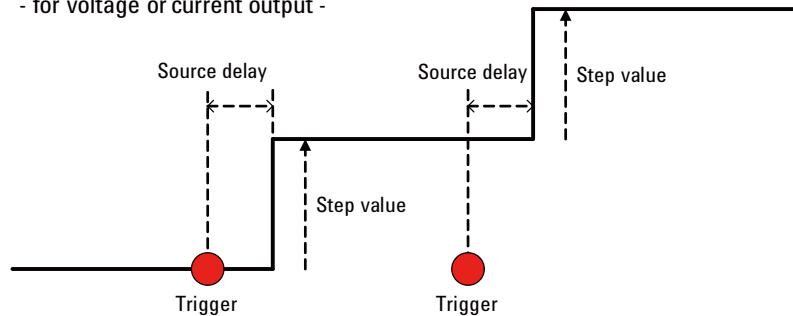 - for voltage or current output -
Source delay
Source delay
Step value
Step value
Trigger
Trigger